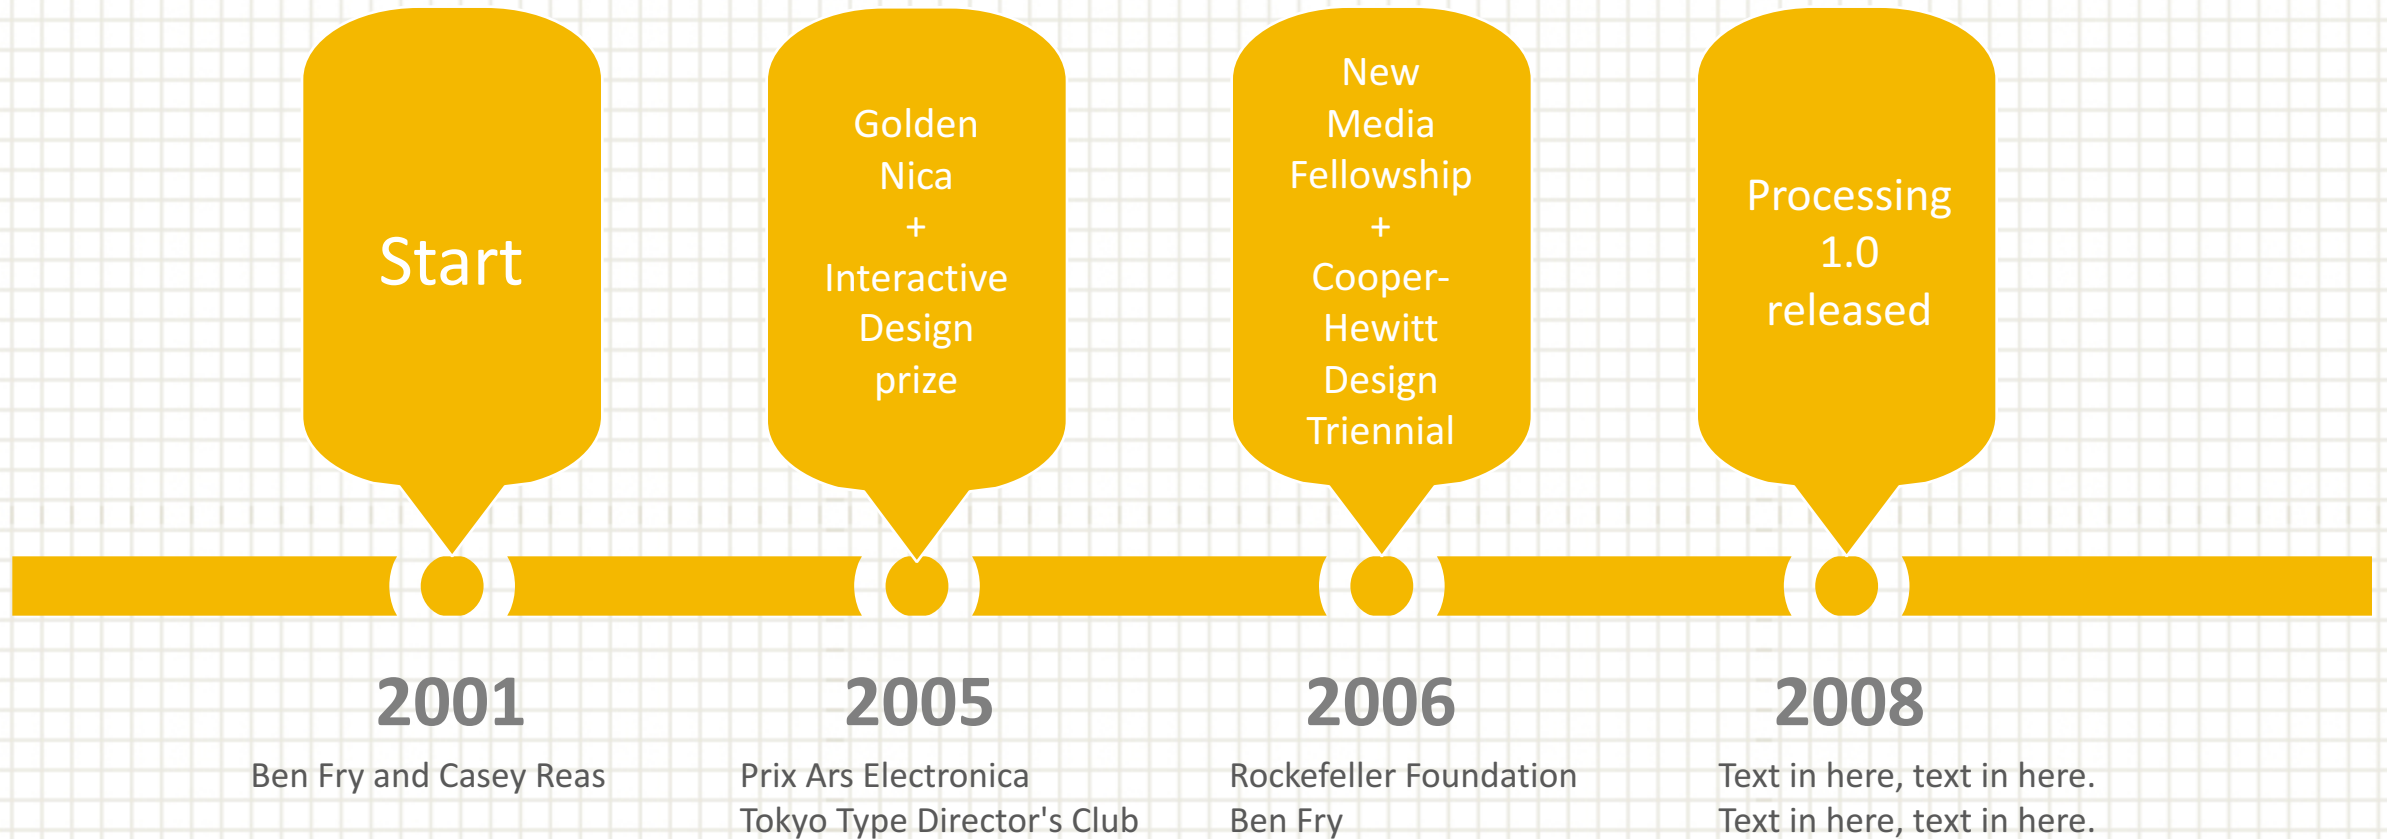 Start
Golden
Nica
+
Interactive
Design
prize
New
Media
Fellowship
+
Cooper-
Hewitt
Design
Triennial
Processing
1.0
released
2001
Ben Fry and Casey Reas
2005
Prix Ars Electronica
Tokyo Type Director's Club
2006
Rockefeller Foundation
Ben Fry
2008
Text in here, text in here.
Text in here, text in here.